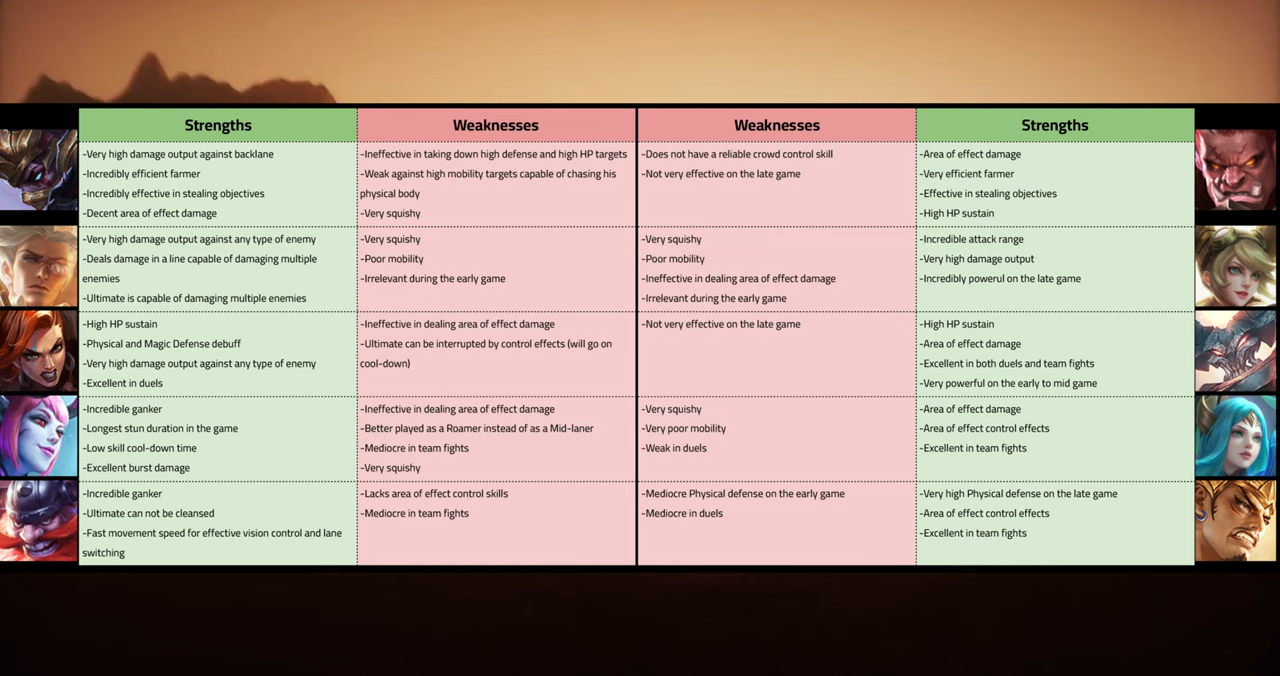 Strengths
Weaknesses
Weaknesses
Strengths
-Very high damage output against backlane
-Incredibly efficient farmer
-Incredibly effective in stealing objectives
-Decent area of effect damage
-Ineffective in taking down high defense and high HP targets
-Weak against high mobility targets capable of chasing his
physical body
-Very squishy
-Does not have a reliable crowd control skill
-Not very effective on the late game
-Area of effect damage
-Very efficient farmer
-Effective in stealing objectives
-High HP sustain
-Very high damage output against any type of enemy
-Deals damage in a line capable of damaging multiple
enemies
-Ultimate is capable of damaging multiple enemies
-Very squishy
-Poor mobility
-Irrelevant during the early game
-Very squishy
-Poor mobility
-Ineffective in dealing area of effect damage
-Irrelevant during the early game
-Incredible attack range
-Very high damage output
-Incredibly powerul on the late game
-High HP sustain
-Physical and Magic Defense debuff
-Very high damage output against any type of enemy
-Excellent in duels
-Ineffective in dealing area of effect damage
-Ultimate can be interrupted by control effects (will go on
cool-down)
-Not very effective on the late game
-High HP sustain
-Area of effect damage
-Excellent in both duels and team fights
-Very powerful on the early to mid game
-Incredible ganker
-Longest stun duration in the game
-Low skill cool-down time
-Excellent burst damage
-Ineffective in dealing area of effect damage
-Better played as a Roamer instead of as a Mid-laner
-Mediocre in team fights
-Very squishy
-Very squishy
-Very poor mobility
-Weak in duels
-Area of effect damage
-Area of effect control effects
-Excellent in team fights
-Incredible ganker
-Ultimate can not be cleansed
-Fast movement speed for effective vision control and lane
switching
-Lacks area of effect control skills
-Mediocre in team fights
-Mediocre Physical defense on the early game
-Mediocre in duels
-Very high Physical defense on the late game
-Area of effect control effects
-Excellent in team fights